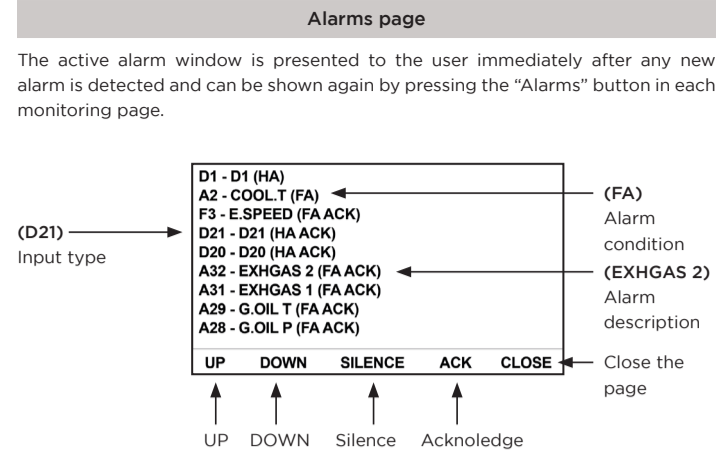 Alarms page
The active alarm window is presented to the user immediately after any new
alarm is detected and can be shown again by pressing the “Alarms” button in each
monitoring page.
D1 - D1 (HA)
A2 - COOL.T (FA)
F3 - E.SPEED (FA ACK)
D21 - D21 (HA ACK)
D20 - D20 (HA ACK)
A32 - EXHGAS 2 (FA ACK)
A31 - EXHGAS 1 (FA ACK)
A29 - G.OIL T (FA ACK)
A28 - G.OIL P (FA ACK)
UP DOWN SILENCE ACK CLOSE
(D21)
Input type
(FA)
Alarm
condition
(EXHGAS 2)
Alarm
description
Close the
page
UP DOWN Silence Acknoledge